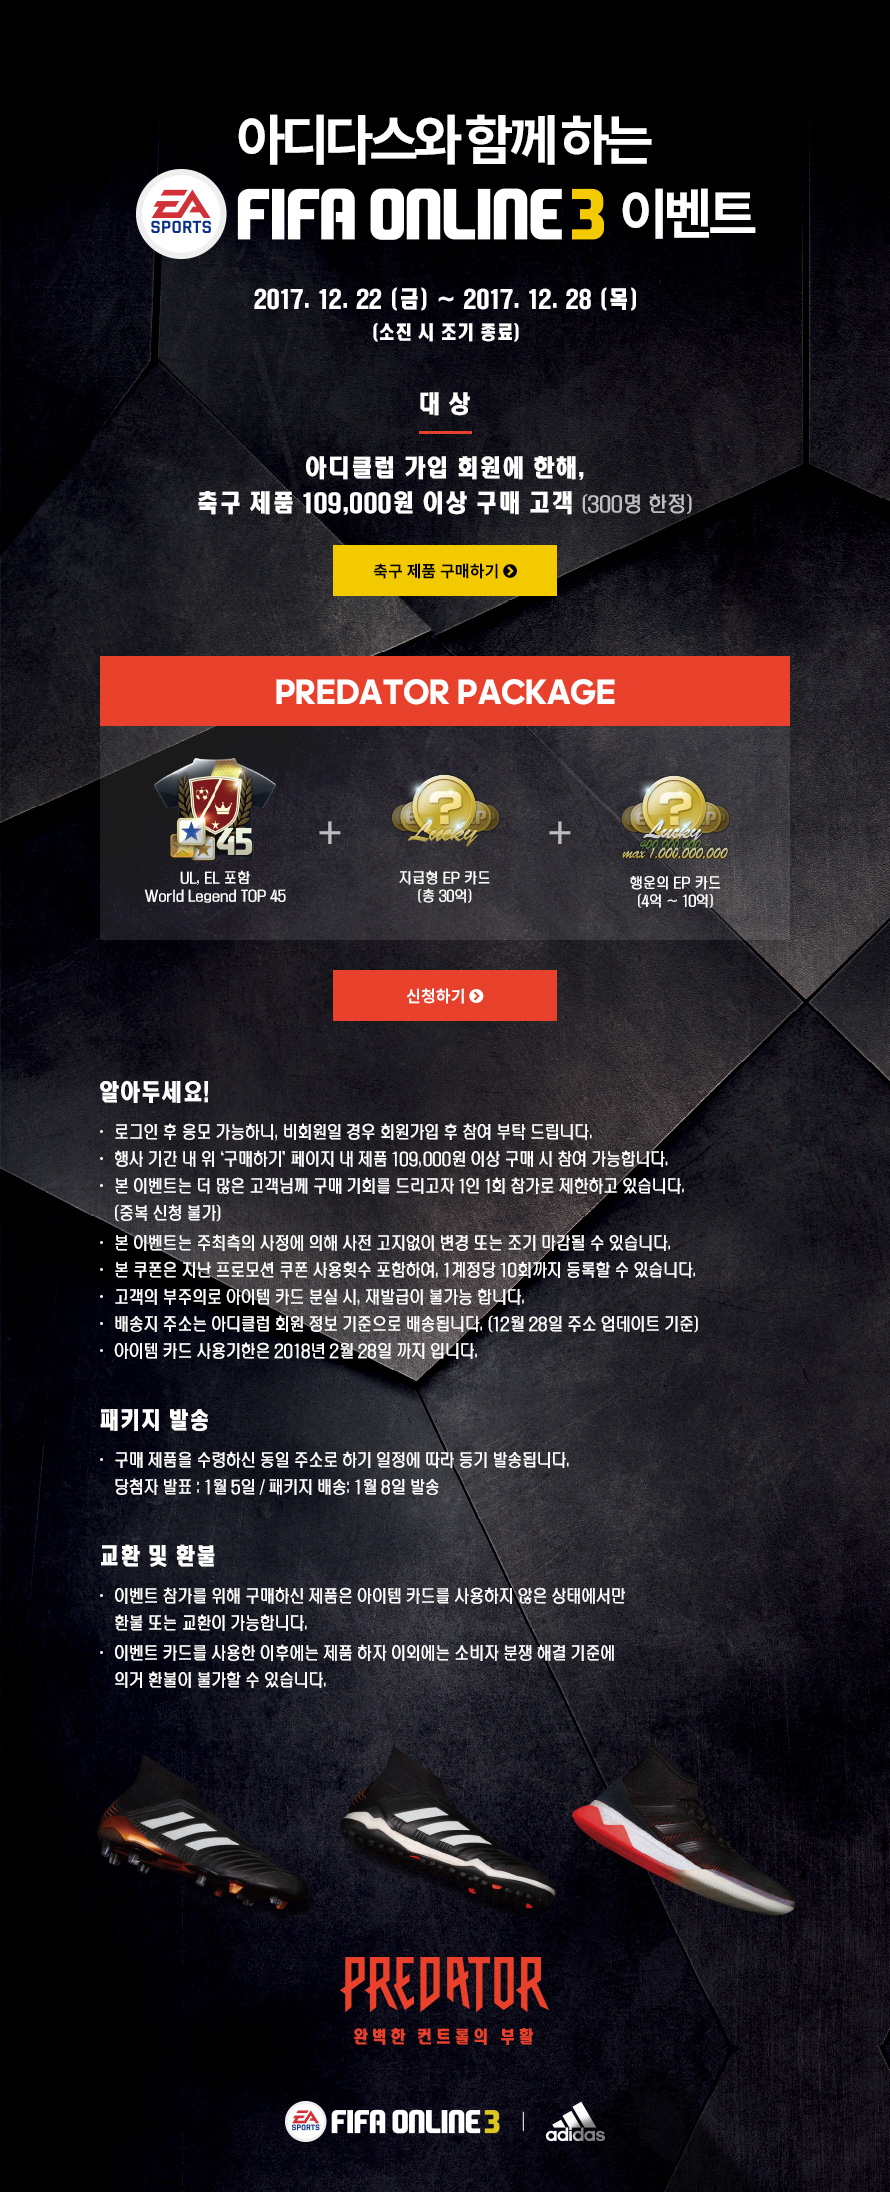 아디다스와 함께 하는
EA SPORTS FIFA ONLINE 3 이벤트
2017. 12. 22 (금) ~ 2017. 12. 28 (목)
(소진 시 조기 종료)
대 상
아디클럽 가입 회원에 한해,
축구 제품 109,000원 이상 구매 고객 (300명 한정)
축구 제품 구매하기
PREDATOR PACKAGE
45
UL, EL 포함
World Legend TOP 45
+
? E P
Lucky
지급형 EP 카드
(총 30억)
+
? P
Lucky
400,000,000
max 1.000.000.000
행운의 EP 카드
(4억 ~ 10억)
신청하기
알아두세요!
· 로그인 후 응모 가능하니, 비회원일 경우 회원가입 후 참여 부탁 드립니다.
· 행사 기간 내 위 '구매하기' 페이지 내 제품 109,000원 이상 구매 시 참여 가능합니다.
· 본 이벤트는 더 많은 고객님께 구매 기회를 드리고자 1인 1회 참가로 제한하고 있습니다.
(중복 신청 불가)
· 본 이벤트는 주최측의 사정에 의해 사전 고지없이 변경 또는 조기 마감될 수 있습니다.
· 본 쿠폰은 지난 프로모션 쿠폰 사용횟수 포함하여, 1계정당 10회까지 등록할 수 있습니다.
· 고객의 부주의로 아이템 카드 분실 시, 재발급이 불가능 합니다.
· 배송지 주소는 아디클럽 회원 정보 기준으로 배송됩니다. (12월 28일 주소 업데이트 기준)
· 아이템 카드 사용기한은 2018년 2월 28일 까지 입니다.
패키지 발송
· 구매 제품을 수령하신 동일 주소로 하기 일정에 따라 등기 발송됩니다.
당첨자 발표 : 1월 5일 / 패키지 배송: 1월 8일 발송
교환 및 환불
· 이벤트 참가를 위해 구매하신 제품은 아이템 카드를 사용하지 않은 상태에서만
환불 또는 교환이 가능합니다.
· 이벤트 카드를 사용한 이후에는 제품 하자 이외에는 소비자 분쟁 해결 기준에
의거 환불이 불가할 수 있습니다.
PREDATOR
완벽한 컨트롤의 부활
EA SPORTS FIFA ONLINE 3 | adidas